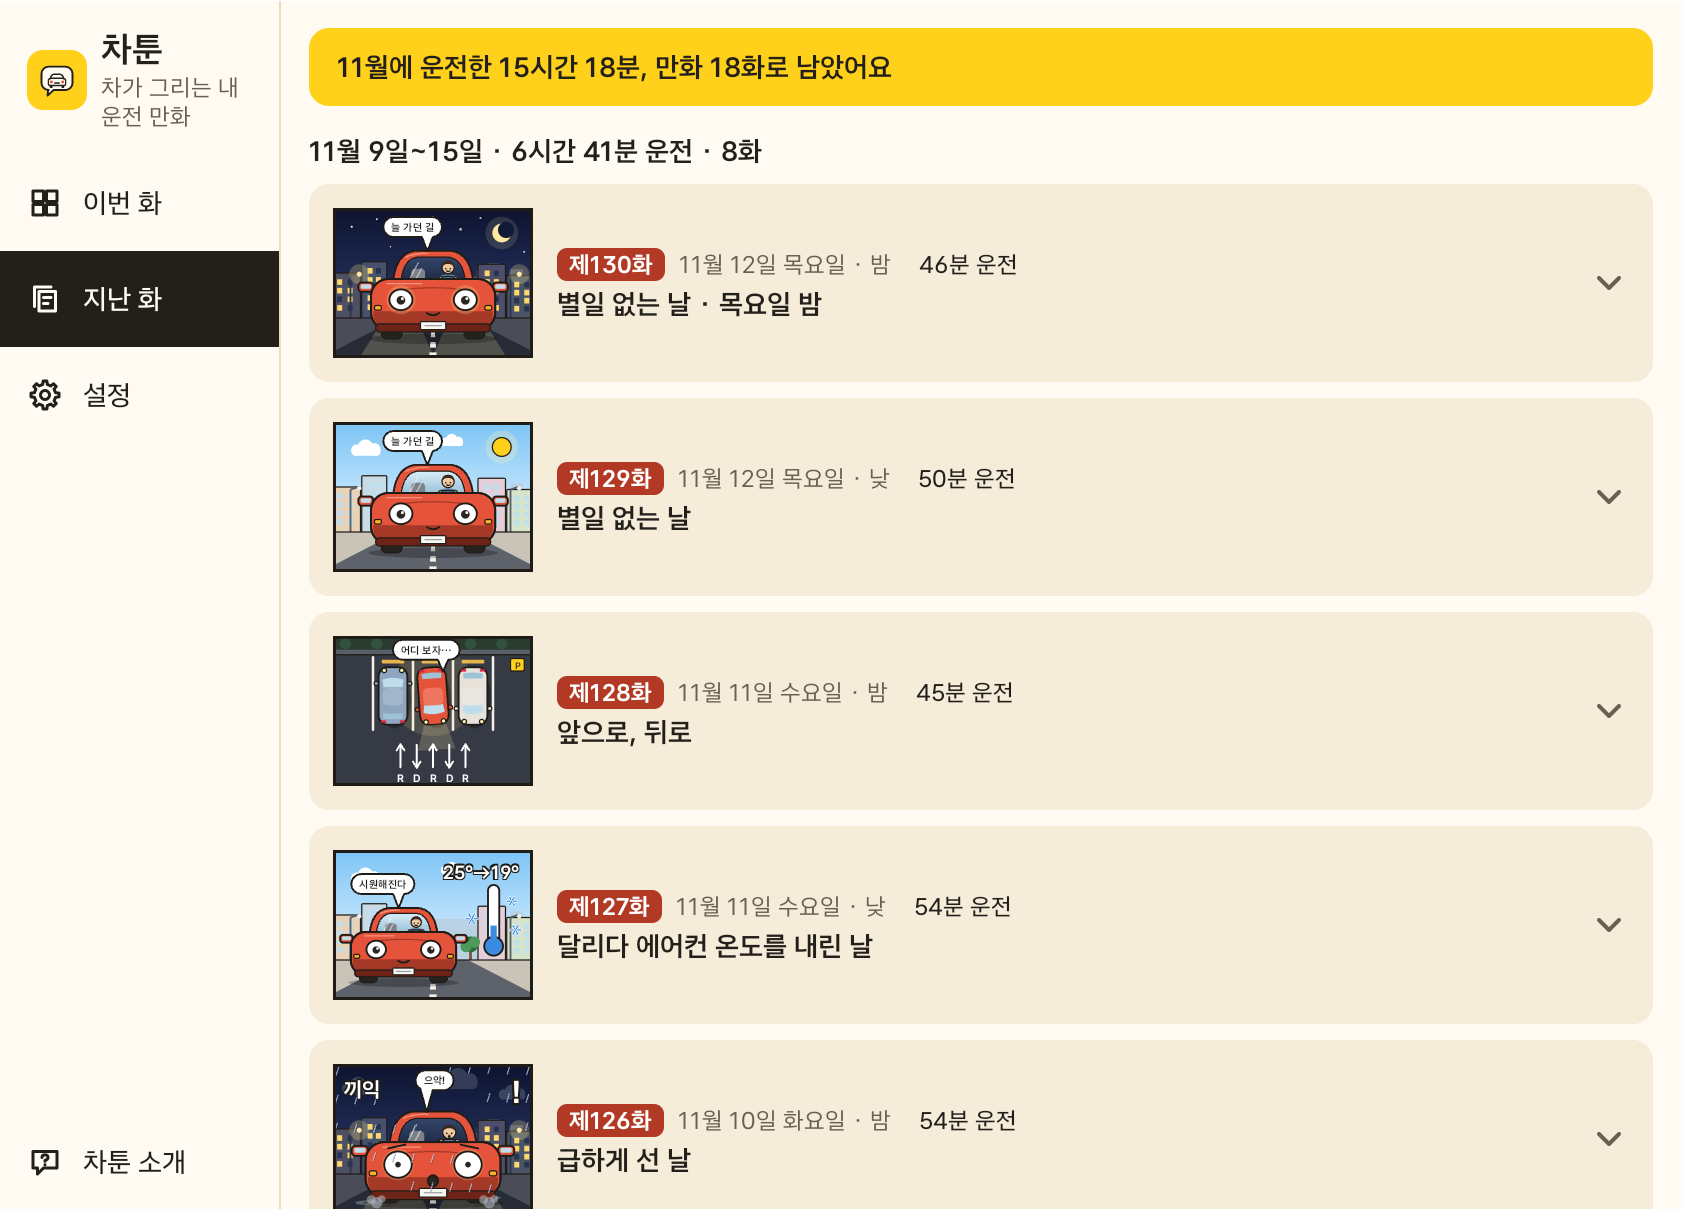 차툰
차가 그리는 내
운전 만화
이번 화
지난 화
설정
차툰 소개
11월에 운전한 15시간 18분, 만화 18화로 남았어요
11월 9일~15일 · 6시간 41분 운전 · 8화
늘 가던 길
제130화 11월 12일 목요일 · 밤 46분 운전
별일 없는 날 · 목요일 밤
늘 가던 길
제129화 11월 12일 목요일 · 낮 50분 운전
별일 없는 날
어디 보자…
P
R D R D R
제128화 11월 11일 수요일 · 밤 45분 운전
앞으로, 뒤로
25°→19°
시원해진다
제127화 11월 11일 수요일 · 낮 54분 운전
달리다 에어컨 온도를 내린 날
끼익
으악!
!
제126화 11월 10일 화요일 · 밤 54분 운전
급하게 선 날